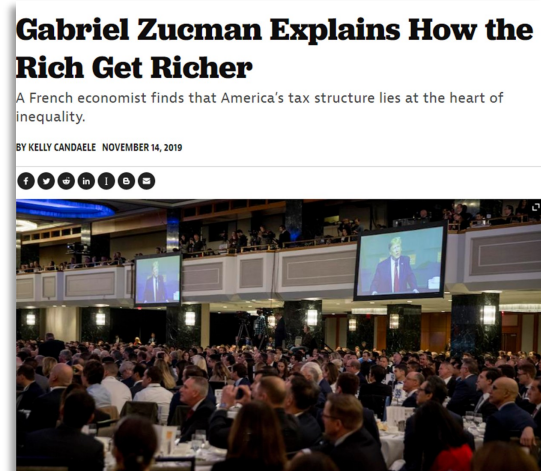 Gabriel Zucman Explains How the
Rich Get Richer
A French economist finds that America's tax structure lies at the heart of
inequality.
BY KELLY CANDAELE NOVEMBER 14, 2019